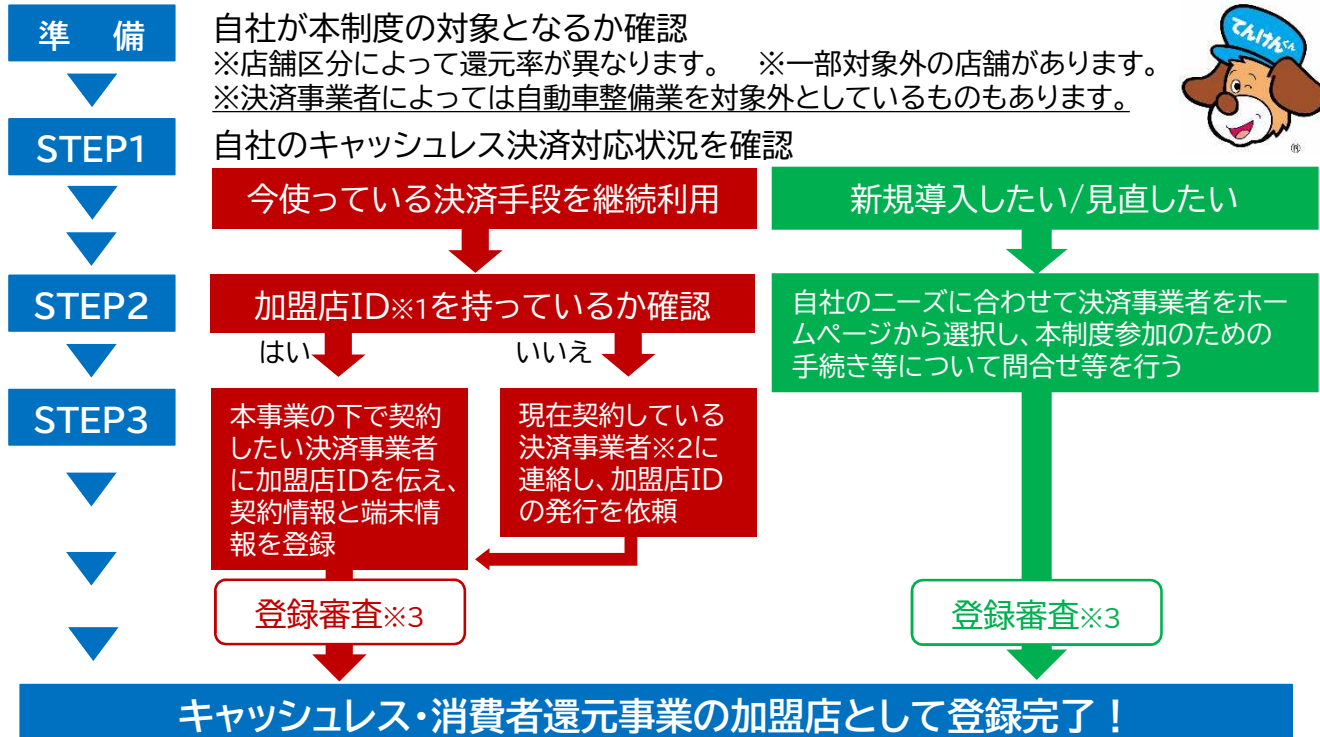 準　備
自社が本制度の対象となるか確認
※店舗区分によって還元率が異なります。　※一部対象外の店舗があります。
※決済事業者によっては自動車整備業を対象外としているものもあります。
てんけんくん
®
STEP1
自社のキャッシュレス決済対応状況を確認
今使っている決済手段を継続利用
新規導入したい/見直したい
STEP2
加盟店ID※1を持っているか確認
はい
いいえ
自社のニーズに合わせて決済事業者をホー
ムページから選択し、本制度参加のための
手続き等について問合せ等を行う
STEP3
本事業の下で契約
したい決済事業者
に加盟店IDを伝え、
契約情報と端末情
報を登録
現在契約している
決済事業者※2に
連絡し、加盟店ID
の発行を依頼
登録審査※3
登録審査※3
キャッシュレス・消費者還元事業の加盟店として登録完了！